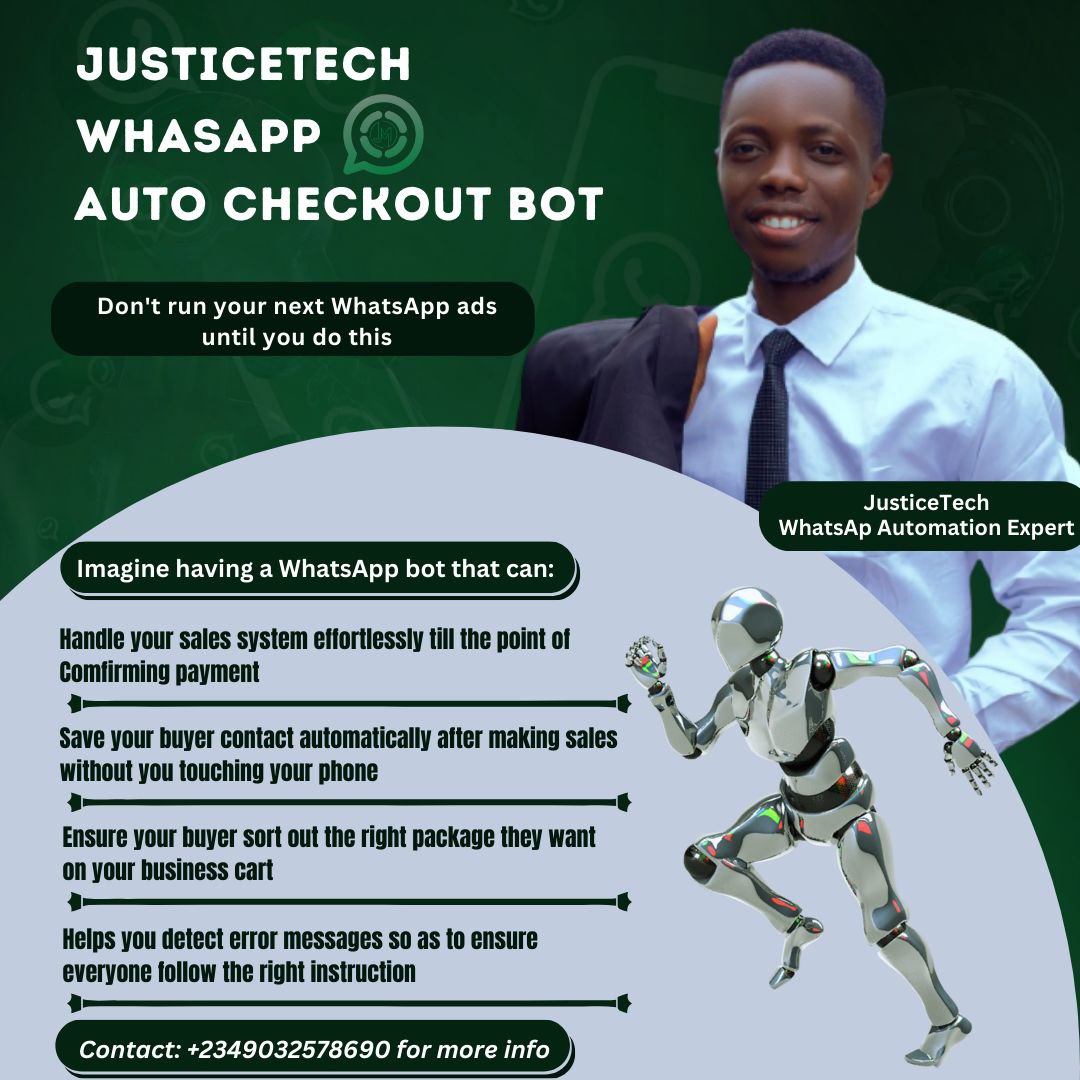 JUSTICETECH
WHASAPP
AUTO CHECKOUT BOT
Don't run your next WhatsApp ads
until you do this
JusticeTech
WhatsAp Automation Expert
Imagine having a WhatsApp bot that can:
Handle your sales system effortlessly till the point of
Comfirming payment
Save your buyer contact automatically after making sales
without you touching your phone
Ensure your buyer sort out the right package they want
on your business cart
Helps you detect error messages so as to ensure
everyone follow the right instruction
Contact: +2349032578690 for more info